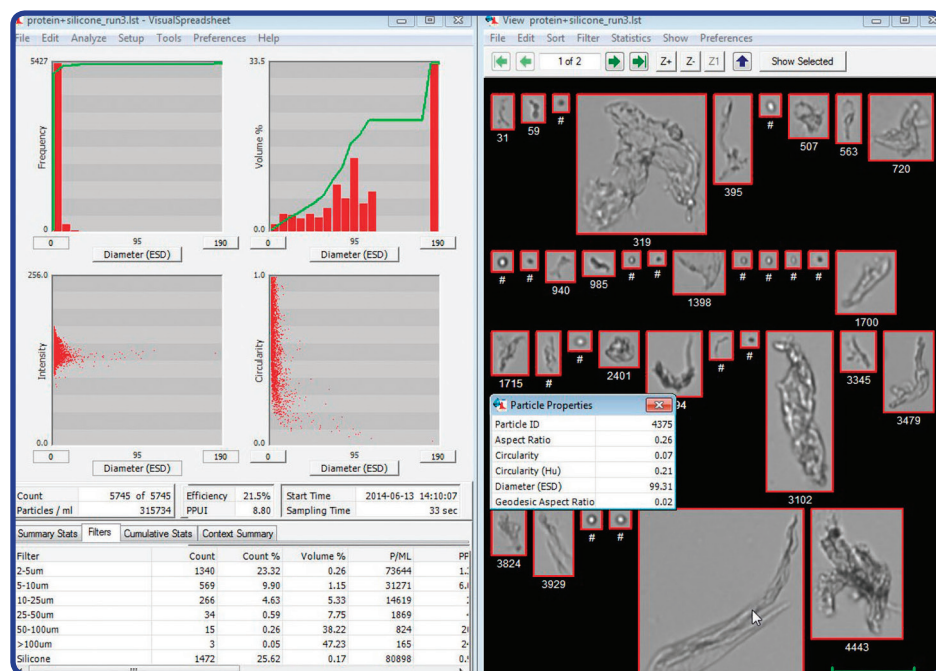 protein+silicone_run3.lst - VisualSpreadsheet
File Edit Analyze Setup Tools Preferences Help
5427
Frequency
0
0 95 190
Diameter (ESD)
33.5
Volume %
0.0
0 95 190
Diameter (ESD)
256.0
Intensity
0.0
0 95 190
Diameter (ESD)
1.0
Circularity
0.0
0 95 190
Diameter (ESD)
Count 5745 of 5745
Particles / ml 315734
Efficiency 21.5%
PPUI 8.80
Start Time 2014-06-13 14:10:07
Sampling Time 33 sec
Summary Stats Filters Cumulative Stats Context Summary
Filter Count Count % Volume % P/ML
2-5um 1340 23.32 0.26 73644
5-10um 569 9.90 1.15 31271
10-25um 266 4.63 5.33 14619
25-50um 34 0.59 7.75 1869
50-100um 15 0.26 38.22 824
>100um 3 0.05 47.23 165
Silicone 1472 25.62 0.17 80898
View protein+silicone_run3.lst
File Edit Sort Filter Statistics Show Preferences
1 of 2 Z+ Z- Z1 Show Selected
31 59 # 319 395 # 507 563 720
# # 940 985 # # 1398 # # # # 1700
1715 # # 2401 94 # # 3102 3345 3479
Particle Properties
Particle ID 4375
Aspect Ratio 0.26
Circularity 0.07
Circularity (Hu) 0.21
Diameter (ESD) 99.31
Geodesic Aspect Ratio 0.02
3824 3929 # # 4443